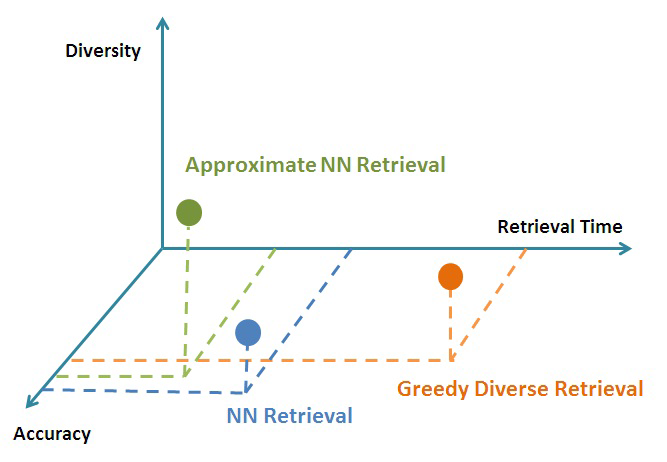 Diversity
Approximate NN Retrieval
Retrieval Time
Greedy Diverse Retrieval
NN Retrieval
Accuracy